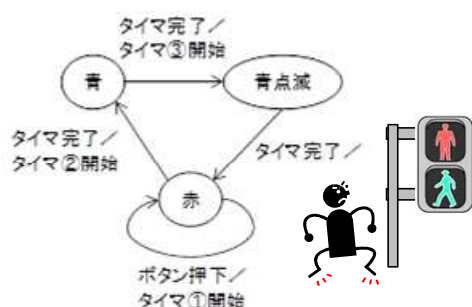 タイマ完了／
タイマ③開始
青
青点滅
タイマ完了／
タイマ②開始
タイマ完了／
赤
ボタン押下／
タイマ①開始